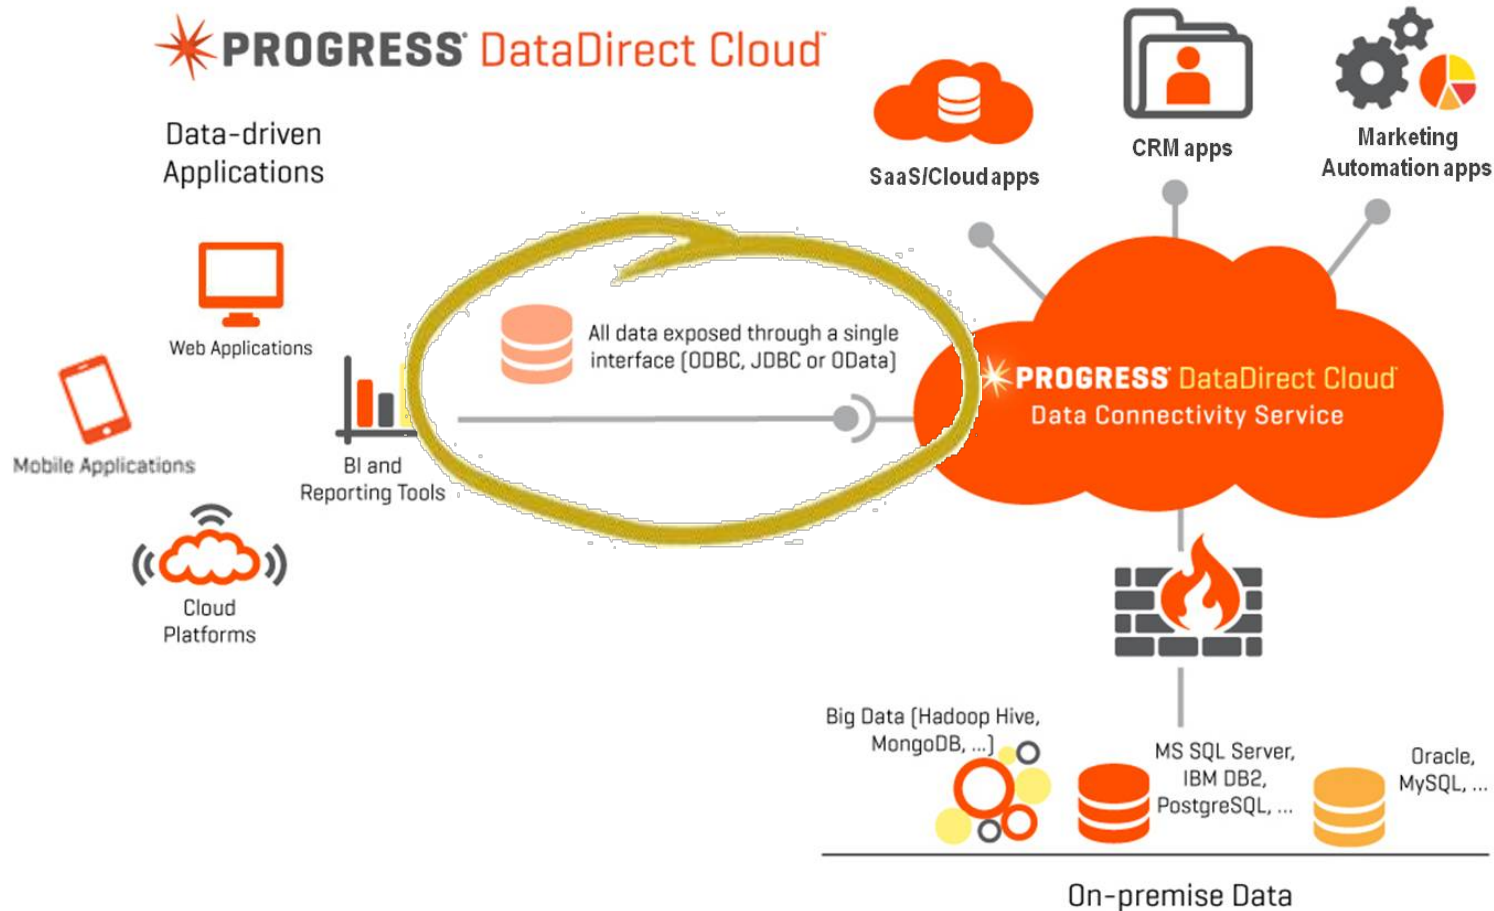 PROGRESS® DataDirect Cloud™
Data-driven
Applications
Web Applications
Mobile Applications
BI and
Reporting Tools
Cloud
Platforms
All data exposed through a single
interface (ODBC, JDBC or OData)
SaaS/Cloud apps
CRM apps
Marketing
Automation apps
PROGRESS® DataDirect Cloud™
Data Connectivity Service
Big Data (Hadoop Hive,
MongoDB, ...)
MS SQL Server,
IBM DB2,
PostgreSQL, ...
Oracle,
MySQL, ...
On-premise Data